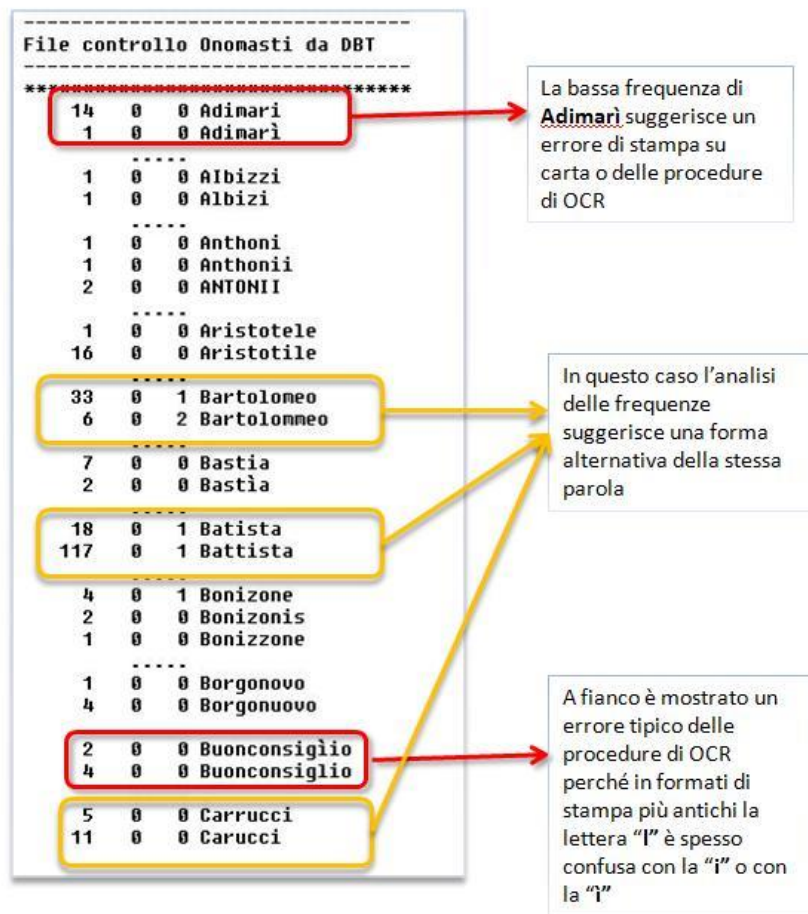 ----------------------------------
File controllo Onomasti da DBT
----------------------------------
*********************************
14 0 0 Adimari
1 0 0 Adimarì
-----
1 0 0 AIbizzi
1 0 0 Albizi
-----
1 0 0 Anthoni
1 0 0 Anthonii
2 0 0 ANTONII
-----
1 0 0 Aristotele
16 0 0 Aristotile
-----
33 0 1 Bartolomeo
6 0 2 Bartolommeo
-----
7 0 0 Bastia
2 0 0 Bastìa
-----
18 0 1 Batista
117 0 1 Battista
-----
4 0 1 Bonizone
2 0 0 Bonizonis
1 0 0 Bonizzone
-----
1 0 0 Borgonovo
4 0 0 Borgonuovo
2 0 0 Buonconsigìio
4 0 0 Buonconsiglio
5 0 0 Carrucci
11 0 0 Carucci
La bassa frequenza di
Adimarì suggerisce un
errore di stampa su
carta o delle procedure
di OCR
In questo caso l'analisi
delle frequenze
suggerisce una forma
alternativa della stessa
parola
A fianco è mostrato un
errore tipico delle
procedure di OCR
perché in formati di
stampa più antichi la
lettera "l" è spesso
confusa con la "i" o con
la "ì"